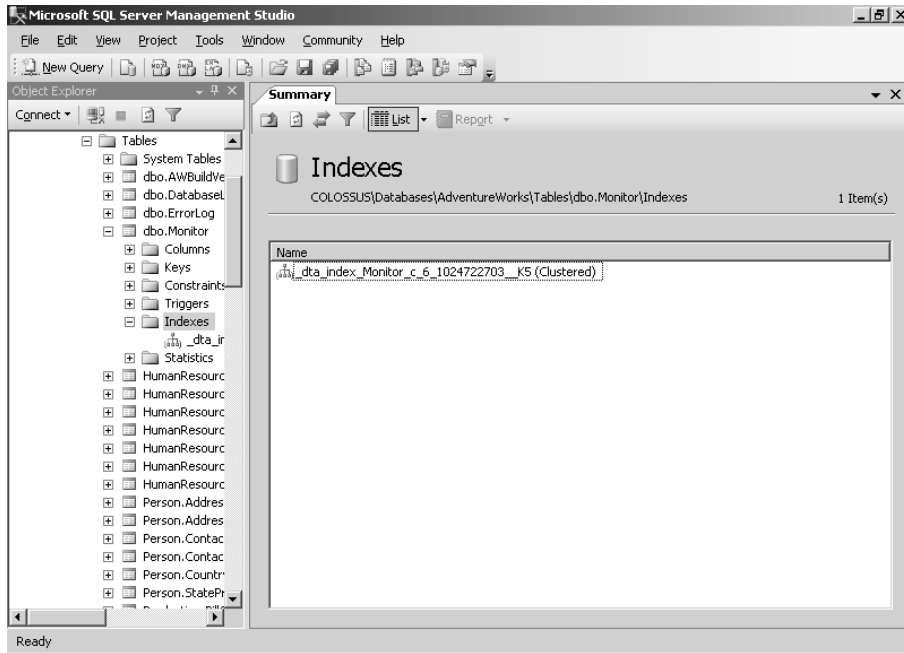 Microsoft SQL Server Management Studio
File Edit View Project Tools Window Community Help
New Query
Object Explorer
Connect
Tables
System Tables
dbo.AWBuildVe
dbo.DatabaseL
dbo.ErrorLog
dbo.Monitor
Columns
Keys
Constraints
Triggers
Indexes
_dta_in
Statistics
HumanResourc
HumanResourc
HumanResourc
HumanResourc
HumanResourc
HumanResourc
HumanResourc
Person.Addres
Person.Addres
Person.Contac
Person.Contac
Person.Countr
Person.StatePr
Summary
List Report
Indexes
COLOSSUS\Databases\AdventureWorks\Tables\dbo.Monitor\Indexes 1 Item(s)
Name
_dta_index_Monitor_c_6_1024722703__K5 (Clustered)
Ready